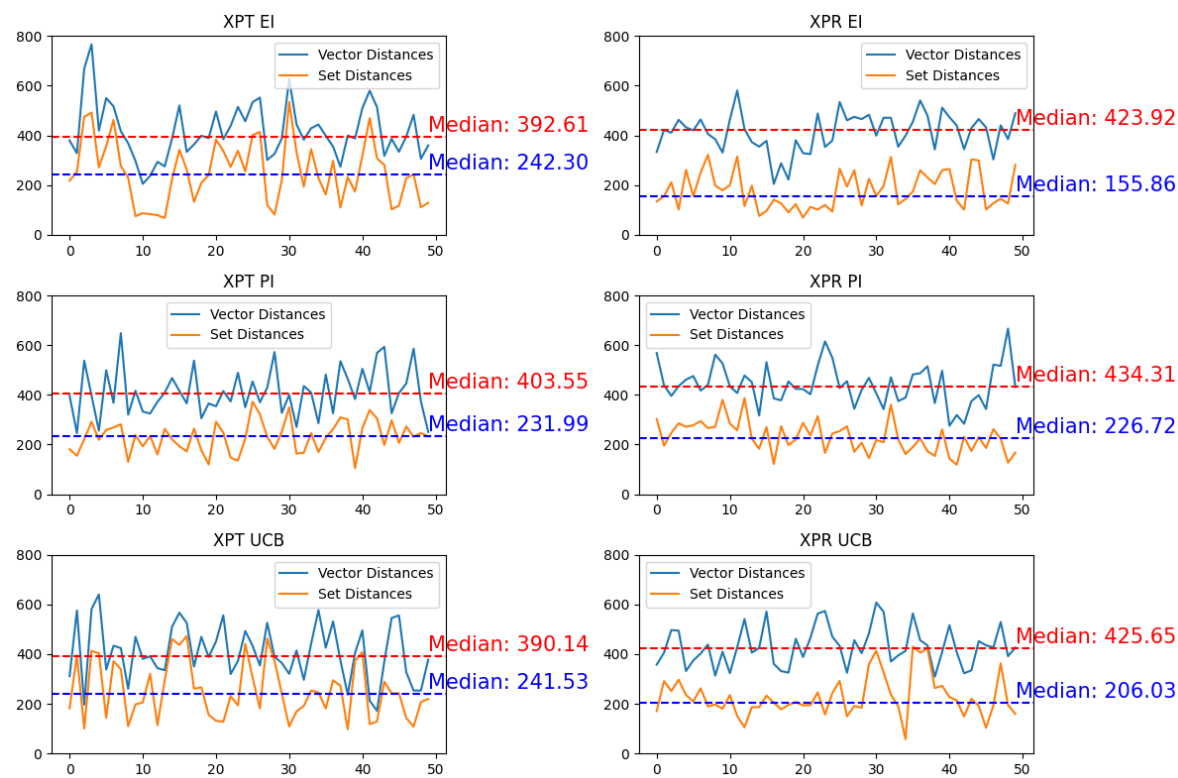 XPT EI
800
600
400
200
0
0 10 20 30 40 50
Vector Distances
Set Distances
Median: 392.61
Median: 242.30
XPR EI
800
600
400
200
0
0 10 20 30 40 50
Vector Distances
Set Distances
Median: 423.92
Median: 155.86
XPT PI
800
600
400
200
0
0 10 20 30 40 50
Vector Distances
Set Distances
Median: 403.55
Median: 231.99
XPR PI
800
600
400
200
0
0 10 20 30 40 50
Vector Distances
Set Distances
Median: 434.31
Median: 226.72
XPT UCB
800
600
400
200
0
0 10 20 30 40 50
Vector Distances
Set Distances
Median: 390.14
Median: 241.53
XPR UCB
800
600
400
200
0
0 10 20 30 40 50
Vector Distances
Set Distances
Median: 425.65
Median: 206.03